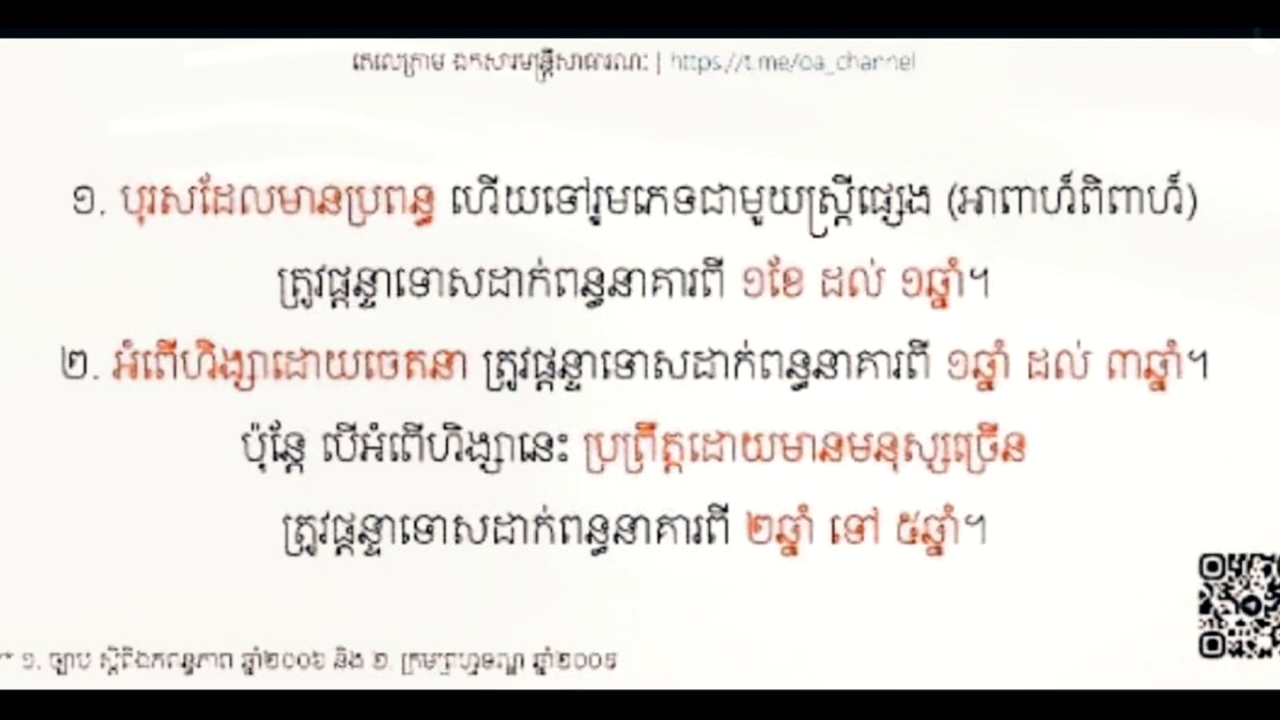 តេលេក្រាម ឯកសារមន្ត្រីសាធារណៈ | https://t.me/oa_channel
១. បុរសដែលមានប្រពន្ធ ហើយទៅរួមភេទជាមួយស្ត្រីផ្សេង (អាពាហ៍ពិពាហ៍)
ត្រូវផ្តន្ទាទោសដាក់ពន្ធនាគារពី ១ខែ ដល់ ១ឆ្នាំ។
២. អំពើហិង្សាដោយចេតនា ត្រូវផ្តន្ទាទោសដាក់ពន្ធនាគារពី ១ឆ្នាំ ដល់ ៣ឆ្នាំ។
ប៉ុន្តែ បើអំពើហិង្សានេះ ប្រព្រឹត្តដោយមានមនុស្សច្រើន
ត្រូវផ្តន្ទាទោសដាក់ពន្ធនាគារពី ២ឆ្នាំ ទៅ ៥ឆ្នាំ។
** ១. ច្បាប់ ស្តីពីឯកពន្ធភាព ឆ្នាំ២០០៦ និង ២. ក្រមព្រហ្មទណ្ឌ ឆ្នាំ២០០៩